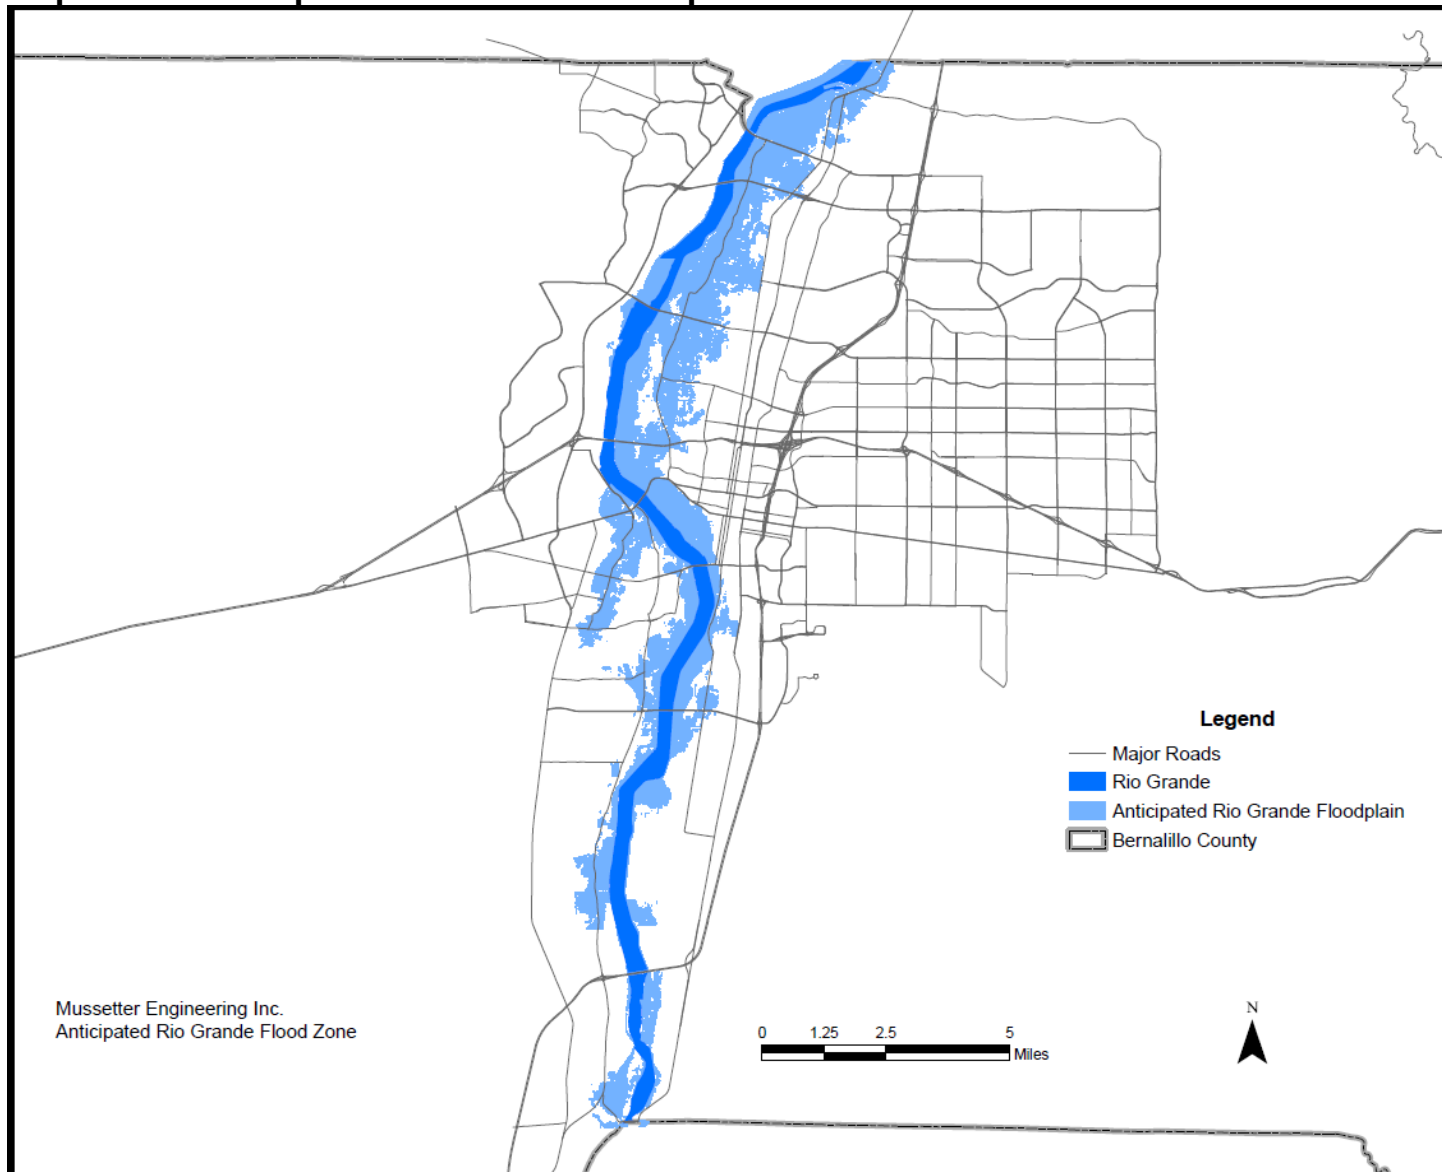 Legend
Major Roads
Rio Grande
Anticipated Rio Grande Floodplain
Bernalillo County
Mussetter Engineering Inc.
Anticipated Rio Grande Flood Zone
0 1.25 2.5 5
Miles
N